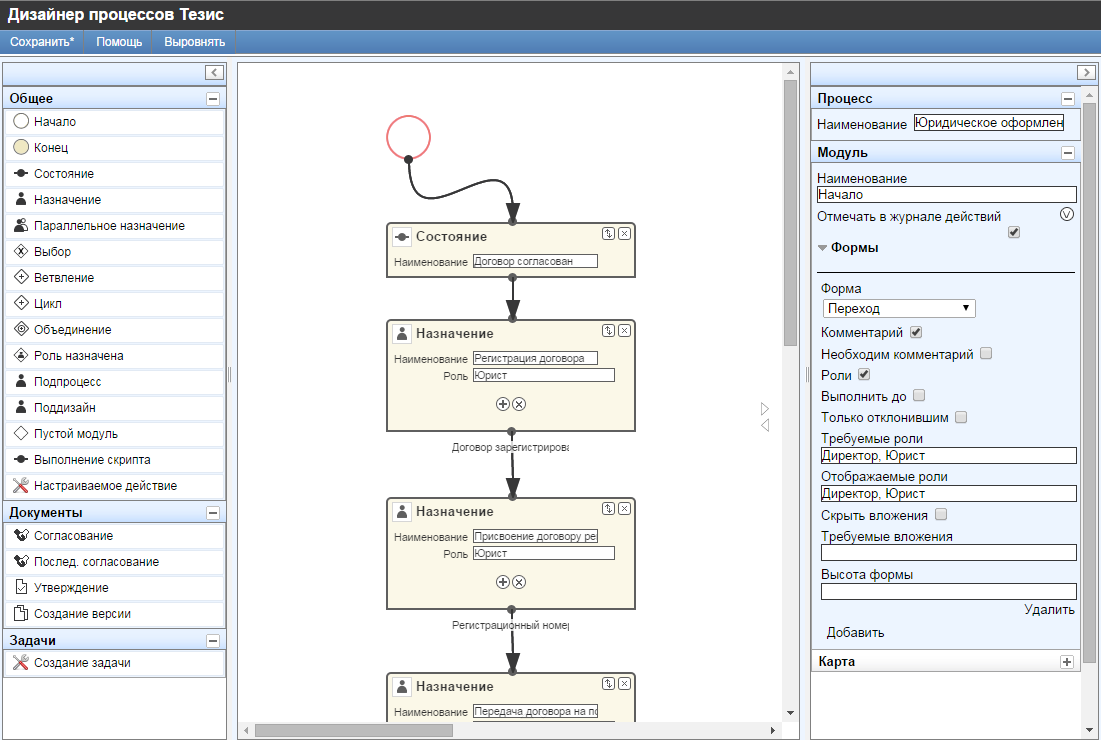 Дизайнер процессов Тезис
Сохранить* Помощь Выровнять
Общее
Начало
Конец
Состояние
Назначение
Параллельное назначение
Выбор
Ветвление
Цикл
Объединение
Роль назначена
Подпроцесс
Поддизайн
Пустой модуль
Выполнение скрипта
Настраиваемое действие
Документы
Согласование
Послед. согласование
Утверждение
Создание версии
Задачи
Создание задачи
Состояние
Наименование Договор согласован
Назначение
Наименование Регистрация договора
Роль Юрист
Договор зарегистрирова
Назначение
Наименование Присвоение договору ре
Роль Юрист
Регистрационный номер
Назначение
Наименование Передача договора на по
Процесс
Наименование Юридическое оформлен
Модуль
Наименование
Начало
Отмечать в журнале действий
Формы
Форма
Переход
Комментарий
Необходим комментарий
Роли
Выполнить до
Только отклонившим
Требуемые роли
Директор, Юрист
Отображаемые роли
Директор, Юрист
Скрыть вложения
Требуемые вложения
Высота формы
Удалить
Добавить
Карта